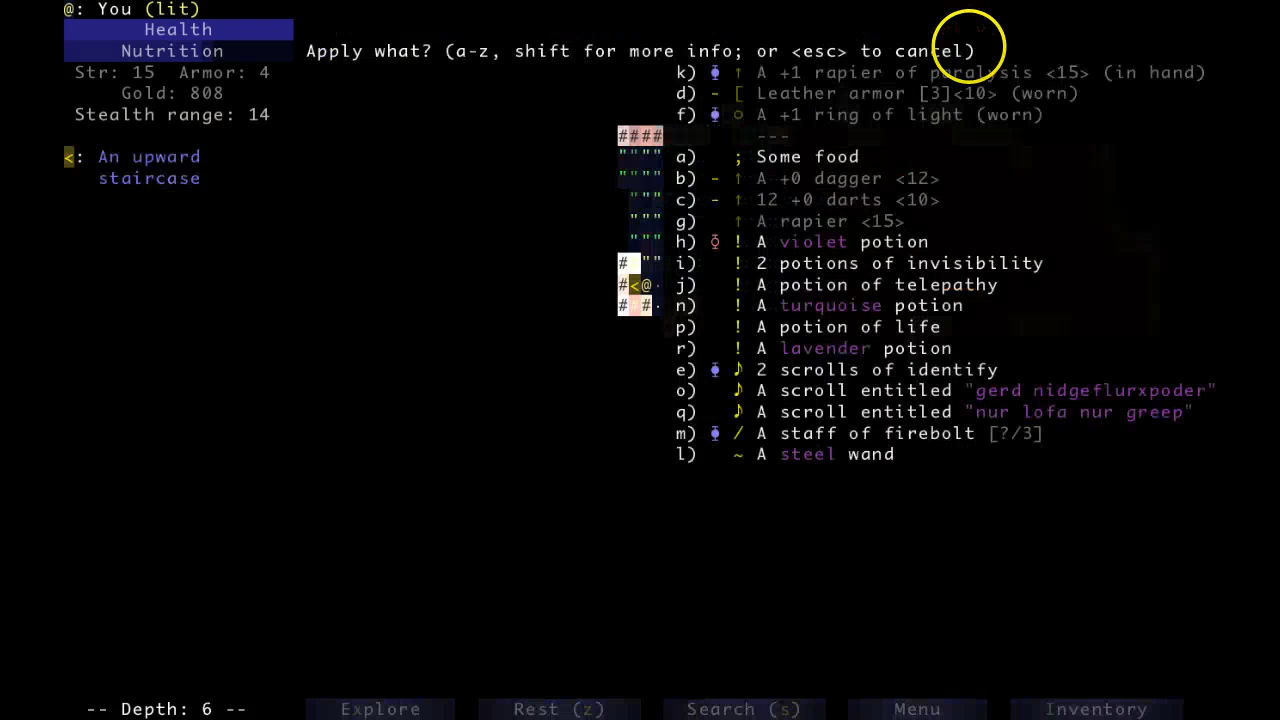 @: You (lit)
Health
Nutrition
Str: 15 Armor: 4
Gold: 808
Stealth range: 14
<: An upward
staircase
Apply what? (a-z, shift for more info; or <esc> to cancel)
k) ↑ A +1 rapier of paralysis <15> (in hand)
d) - [ Leather armor [3]<10> (worn)
f) ○ A +1 ring of light (worn)
---
a) ; Some food
b) - ↑ A +0 dagger <12>
c) - ↑ 12 +0 darts <10>
g) ↑ A rapier <15>
h) ! A violet potion
i) ! 2 potions of invisibility
j) ! A potion of telepathy
n) ! A turquoise potion
p) ! A potion of life
r) ! A lavender potion
e) ♪ 2 scrolls of identify
o) ♪ A scroll entitled "gerd nidgeflurxpoder"
q) ♪ A scroll entitled "nur lofa nur greep"
m) / A staff of firebolt [?/3]
l) ~ A steel wand
####
""""
""""
"""
"""
"""
# ""
#<@·
# #·
-- Depth: 6 --
Explore
Rest (z)
Search (s)
Menu
Inventory